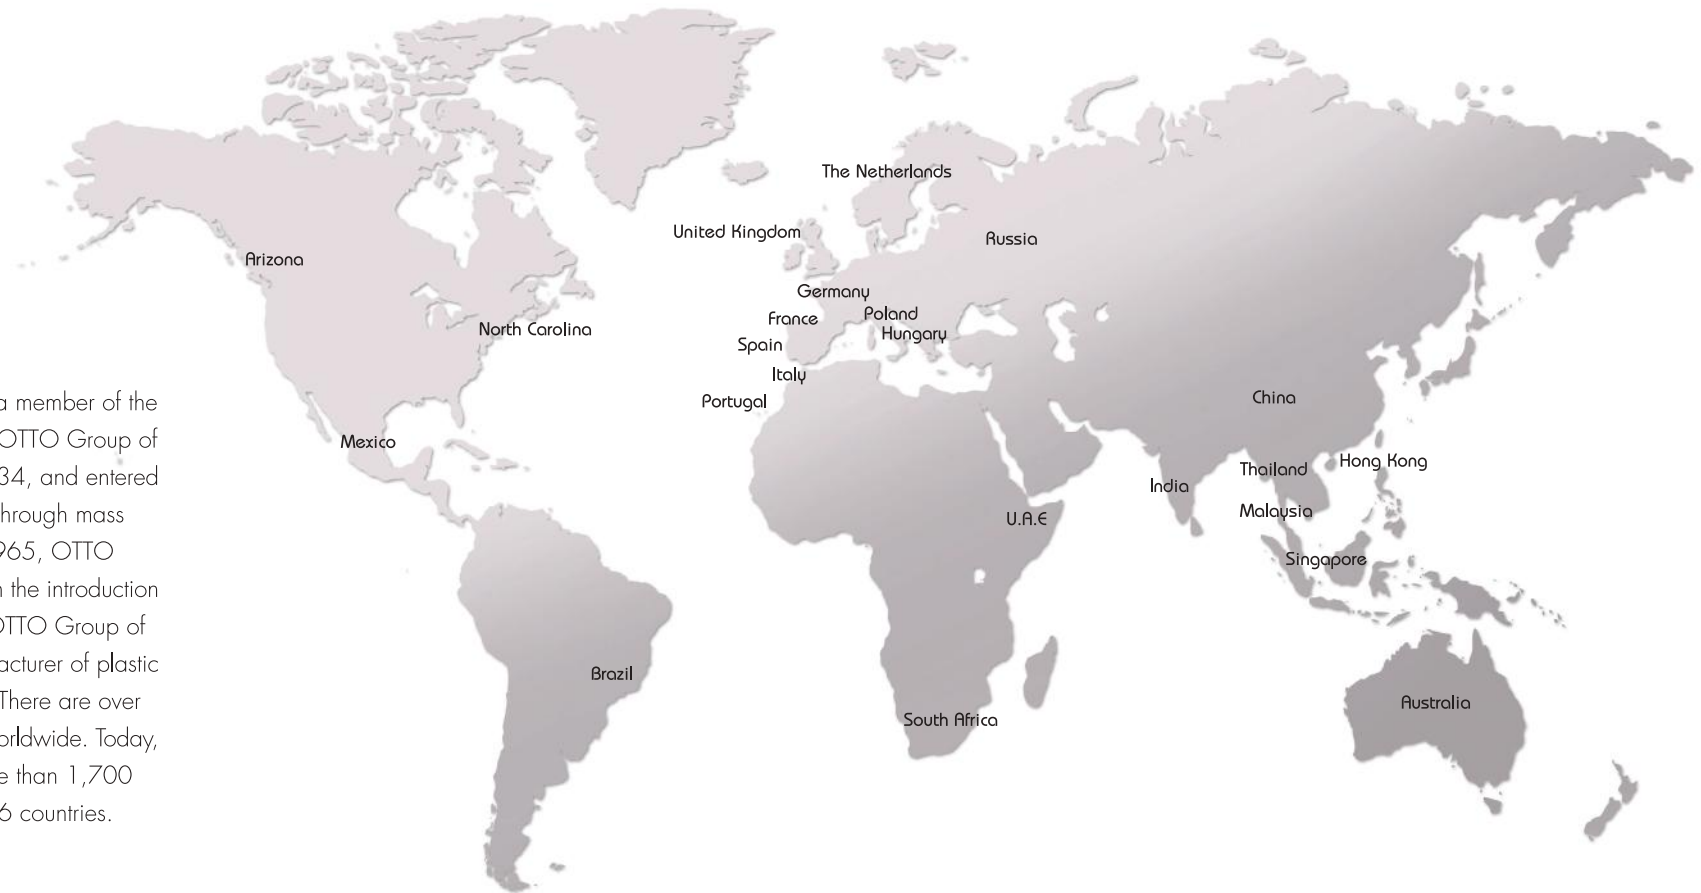 a member of the
OTTO Group of
34, and entered
through mass
965, OTTO
the introduction
OTTO Group of
acturer of plastic
There are over
orldwide. Today,
e than 1,700
6 countries.
The Netherlands
United Kingdom
Russia
Arizona
Germany
Poland
France
North Carolina
Hungary
Spain
Italy
China
Portugal
Mexico
Hong Kong
Thailand
India
Malaysia
U.A.E
Singapore
Brazil
Australia
South Africa